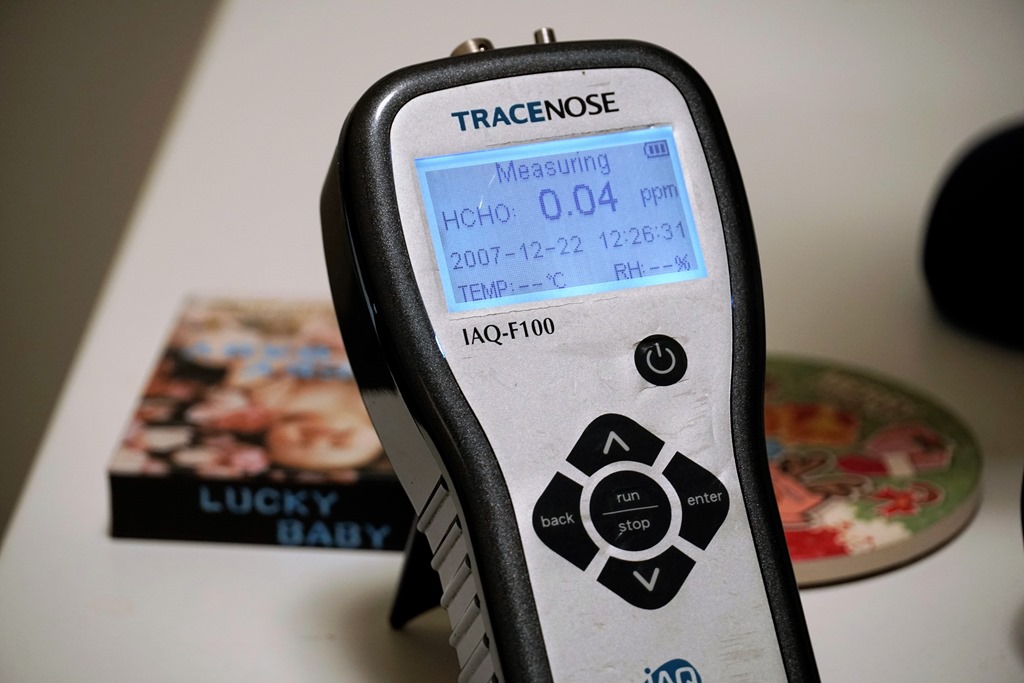 TRACENOSE
Measuring
HCHO: 0.04 ppm
2007-12-22 12:26:31
TEMP:--℃ RH:--%
IAQ-F100
back
run
stop
enter
iAQ
LUCKY
BABY